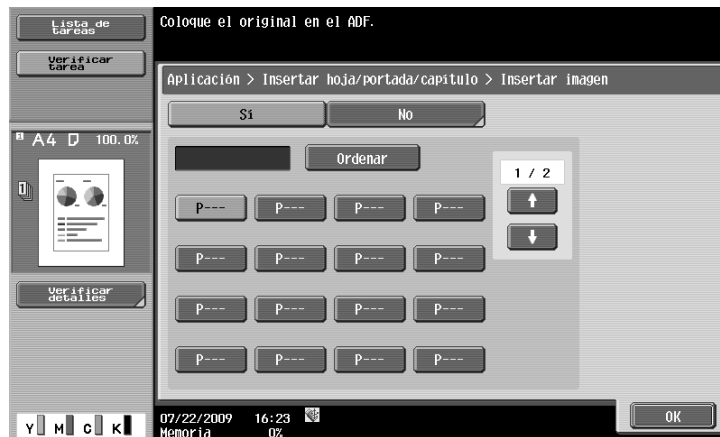 Lista de
tareas
Verificar
tarea
Coloque el original en el ADF.
Aplicación > Insertar hoja/portada/capítulo > Insertar imagen
Sí No
A4 100.0%
1
Ordenar
1 / 2
P--- P--- P--- P---
P--- P--- P--- P---
P--- P--- P--- P---
P--- P--- P--- P---
Verificar
detalles
Y M C K
07/22/2009 16:23
Memoria 0%
OK